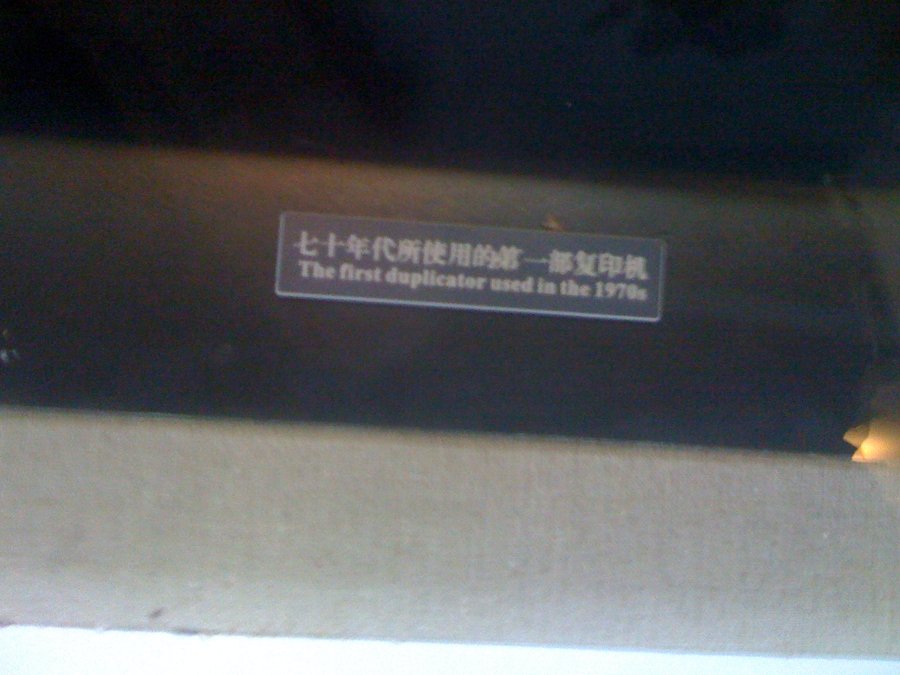 七十年代所使用的第一部复印机
The first duplicator used in the 1970s